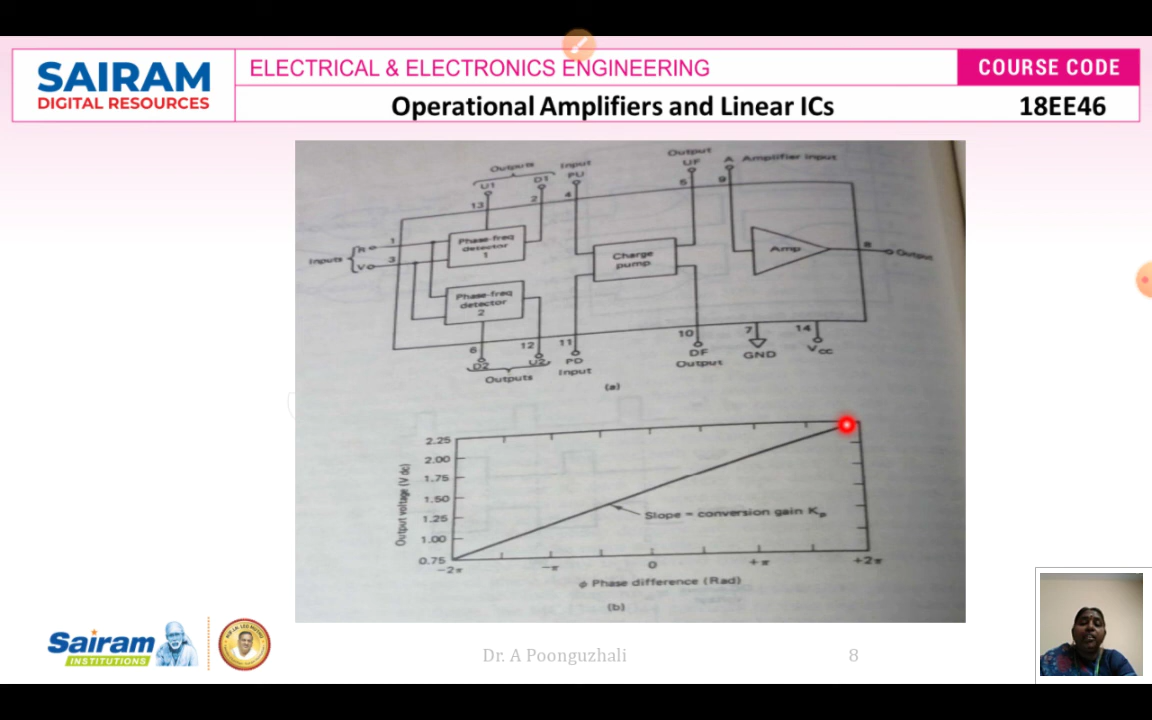 SAIRAM
DIGITAL RESOURCES
ELECTRICAL & ELECTRONICS ENGINEERING
COURSE CODE
Operational Amplifiers and Linear ICs
18EE46
Outputs
Input
Output
U1
D1
PU
UF
A Amplifier input
13
2
4
5
9
Inputs
R
1
V
3
Phase-freq
detector
1
Phase-freq
detector
2
Charge
pump
Amp
8
Output
6
12
11
10
7
14
D2
U2
PD
DF
GND
VCC
Outputs
Input
Output
(a)
Output voltage (V dc)
2.25
2.00
1.75
1.50
1.25
1.00
0.75
Slope = conversion gain Kp
-2π
-π
0
+π
+2π
ϕ Phase difference (Rad)
(b)
Sairam
INSTITUTIONS
Dr. A Poonguzhali
8